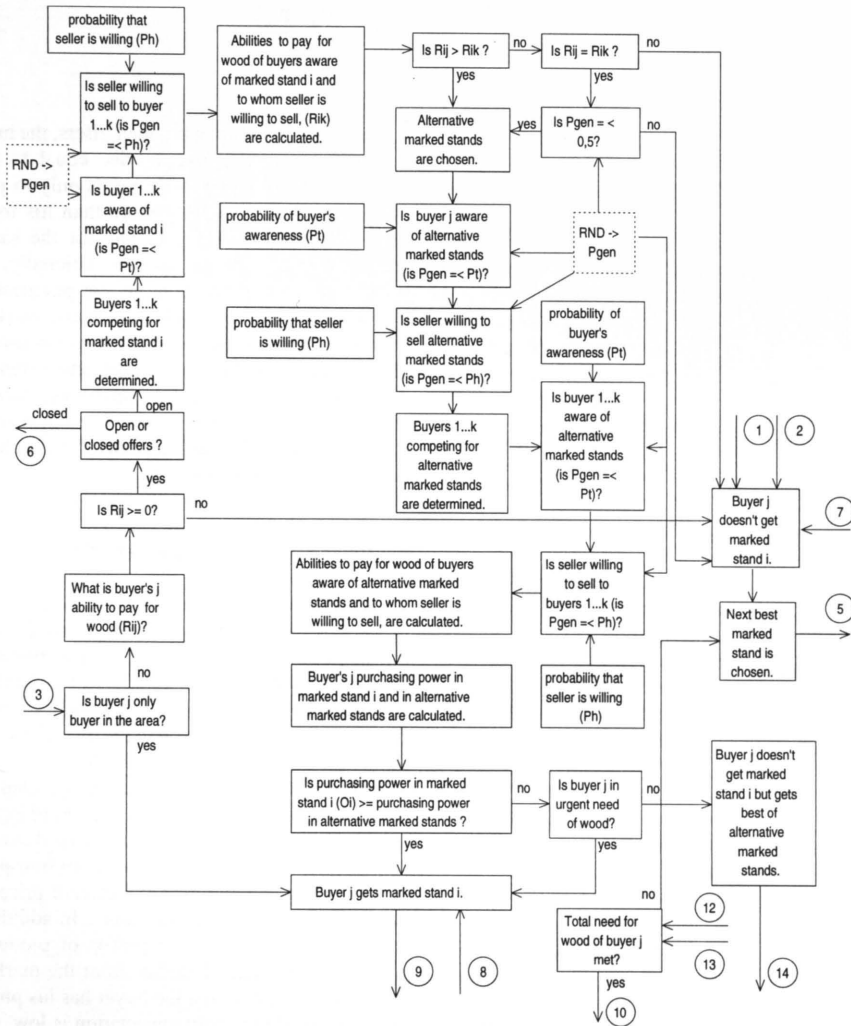 probability that
seller is willing (Ph)
Is seller willing
to sell to buyer
1...k (is Pgen
=< Ph)?
RND ->
Pgen
Is buyer 1...k
aware of
marked stand i
(is Pgen =<
Pt)?
Buyers 1...k
competing for
marked stand i
are
determined.
open
closed
6
Open or
closed offers ?
yes
Is Rij >= 0?
no
What is buyer's j
ability to pay for
wood (Rij)?
no
3
Is buyer j only
buyer in the area?
yes
Abilities to pay for
wood of buyers aware
of marked stand i and
to whom seller is
willing to sell, (Rik)
are calculated.
Is Rij > Rik ?
no
Is Rij = Rik ?
no
yes
yes
Alternative
marked stands
are chosen.
yes
Is Pgen = <
0,5?
no
probability of buyer's
awareness (Pt)
Is buyer j aware
of alternative
marked stands
(is Pgen =< Pt)?
RND ->
Pgen
probability that seller
is willing (Ph)
Is seller willing to
sell alternative
marked stands
(is Pgen =< Ph)?
probability of
buyer's
awareness (Pt)
Buyers 1...k
competing for
alternative
marked stands
are determined.
Is buyer 1...k
aware of
alternative
marked stands
(is Pgen =<
Pt)?
1
2
Buyer j
doesn't get
marked
stand i.
7
Abilities to pay for wood of buyers
aware of alternative marked
stands and to whom seller is
willing to sell, are calculated.
Is seller willing
to sell to
buyers 1...k (is
Pgen =< Ph)?
Next best
marked
stand is
chosen.
5
probability that
seller is willing
(Ph)
Buyer's j purchasing power in
marked stand i and in alternative
marked stands are calculated.
Is purchasing power in marked
stand i (Oi) >= purchasing power
in alternative marked stands ?
no
Is buyer j in
urgent need
of wood?
no
Buyer j doesn't
get marked
stand i but gets
best of
alternative
marked
stands.
yes
yes
Buyer j gets marked stand i.
no
Total need for
wood of buyer j
met?
12
13
yes
9
8
10
14